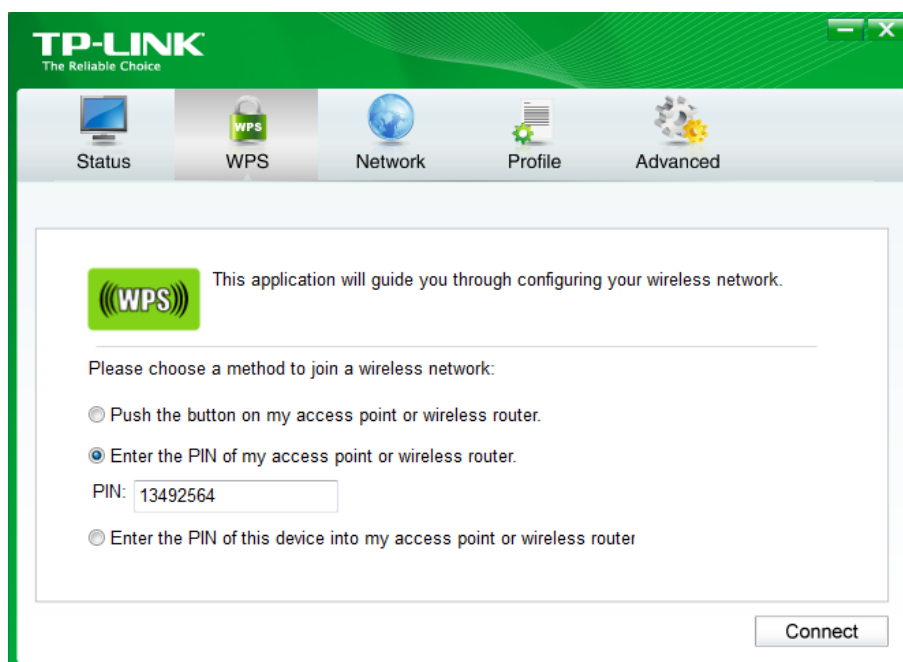 TP-LINK
The Reliable Choice
WPS
Status
WPS
Network
Profile
Advanced
WPS
This application will guide you through configuring your wireless network.
Please choose a method to join a wireless network:
Push the button on my access point or wireless router.
Enter the PIN of my access point or wireless router.
PIN: 13492564
Enter the PIN of this device into my access point or wireless router
Connect